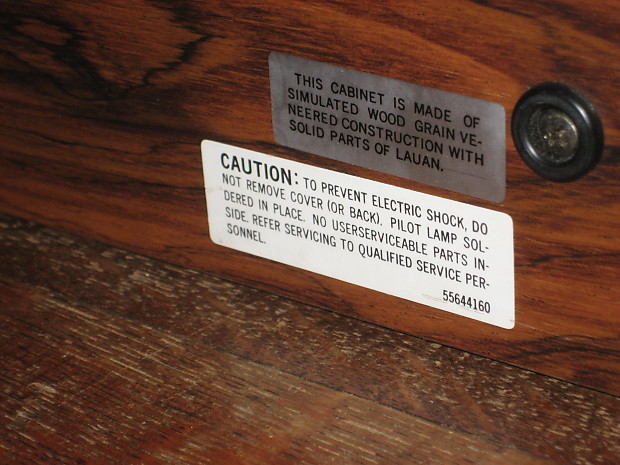 THIS CABINET IS MADE OF
SIMULATED WOOD GRAIN VE-
NEERED CONSTRUCTION WITH
SOLID PARTS OF LAUAN.
CAUTION: TO PREVENT ELECTRIC SHOCK, DO
NOT REMOVE COVER (OR BACK). PILOT LAMP SOL-
DERED IN PLACE. NO USERSERVICEABLE PARTS IN-
SIDE. REFER SERVICING TO QUALIFIED SERVICE PER-
SONNEL.
55644160